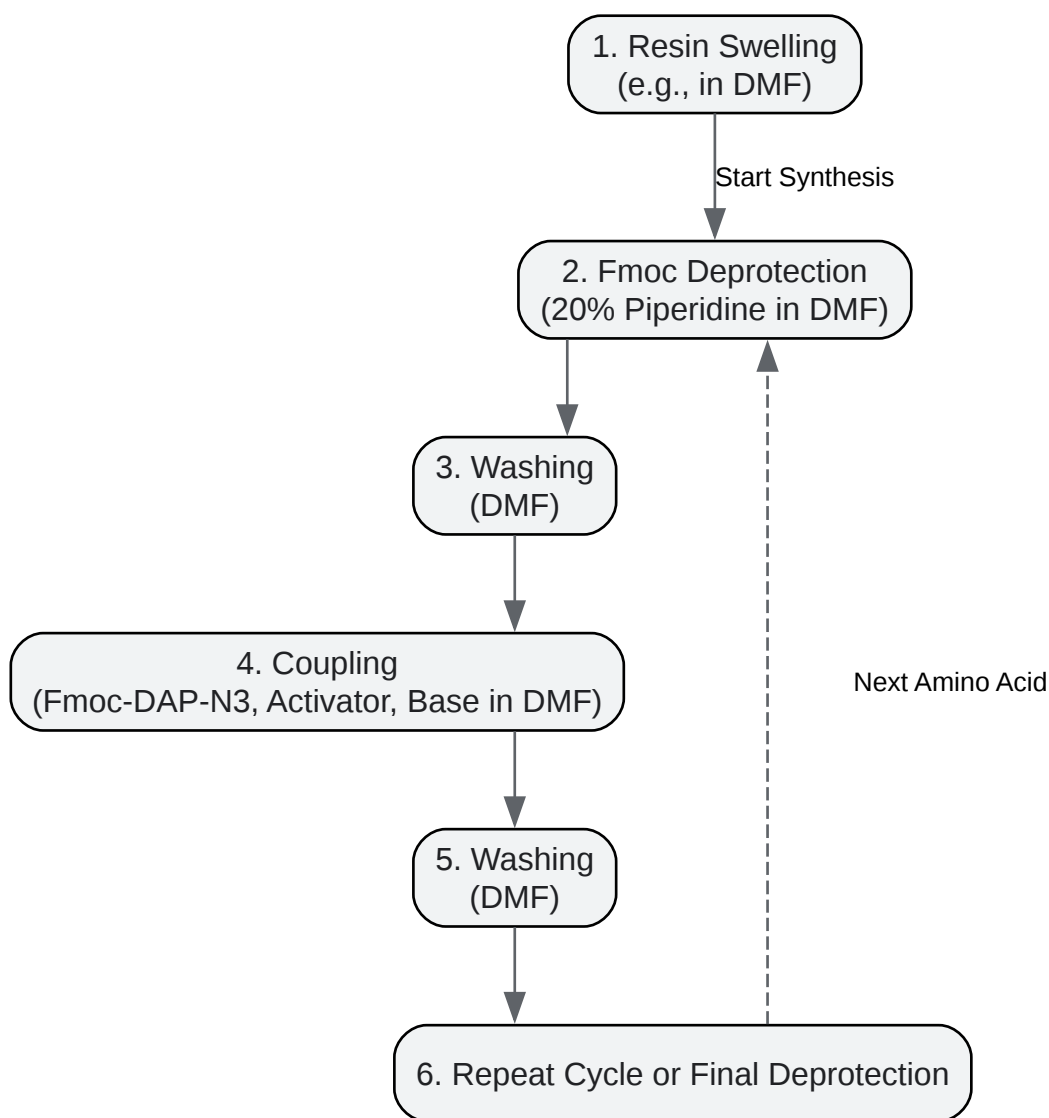 1. Resin Swelling
(e.g., in DMF)
Start Synthesis
2. Fmoc Deprotection
(20% Piperidine in DMF)
3. Washing
(DMF)
4. Coupling
(Fmoc-DAP-N3, Activator, Base in DMF)
Next Amino Acid
5. Washing
(DMF)
6. Repeat Cycle or Final Deprotection